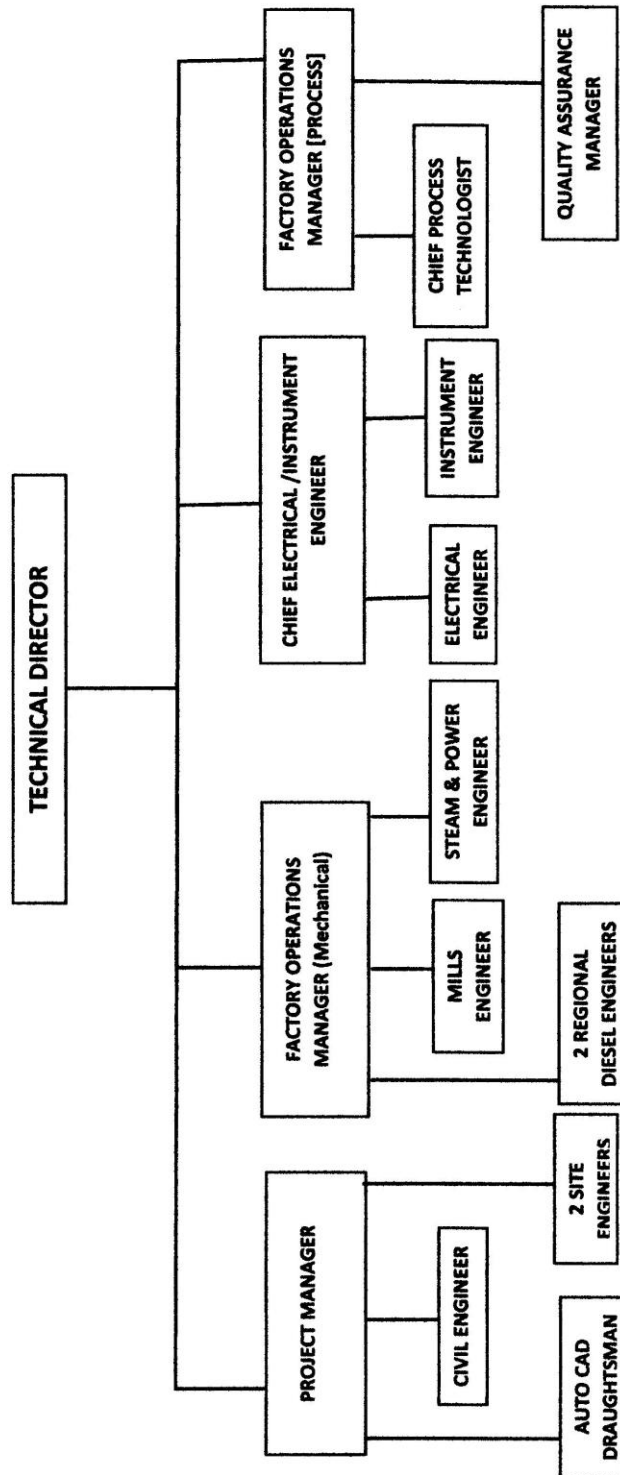 TECHNICAL DIRECTOR
PROJECT MANAGER
FACTORY OPERATIONS
MANAGER (Mechanical)
CHIEF ELECTRICAL /INSTRUMENT
ENGINEER
FACTORY OPERATIONS
MANAGER [PROCESS]
AUTO CAD
DRAUGHTSMAN
CIVIL ENGINEER
2 SITE
ENGINEERS
2 REGIONAL
DIESEL ENGINEERS
MILLS
ENGINEER
STEAM & POWER
ENGINEER
ELECTRICAL
ENGINEER
INSTRUMENT
ENGINEER
CHIEF PROCESS
TECHNOLOGIST
QUALITY ASSURANCE
MANAGER